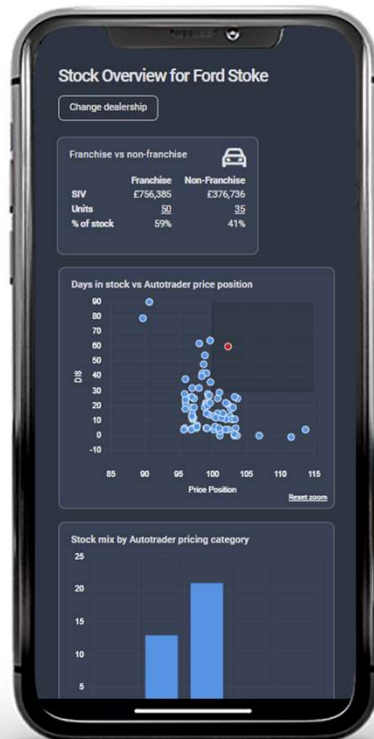 Stock Overview for Ford Stoke
Change dealership
Franchise vs non-franchise
Franchise Non-Franchise
SIV £756,385 £376,736
Units 50 35
% of stock 59% 41%
Days in stock vs Autotrader price position
90
80
70
60
50
40
30
20
10
0
-10
DIS
85 90 95 100 105 110 115
Price Position
Reset zoom
Stock mix by Autotrader pricing category
25
20
15
10
5